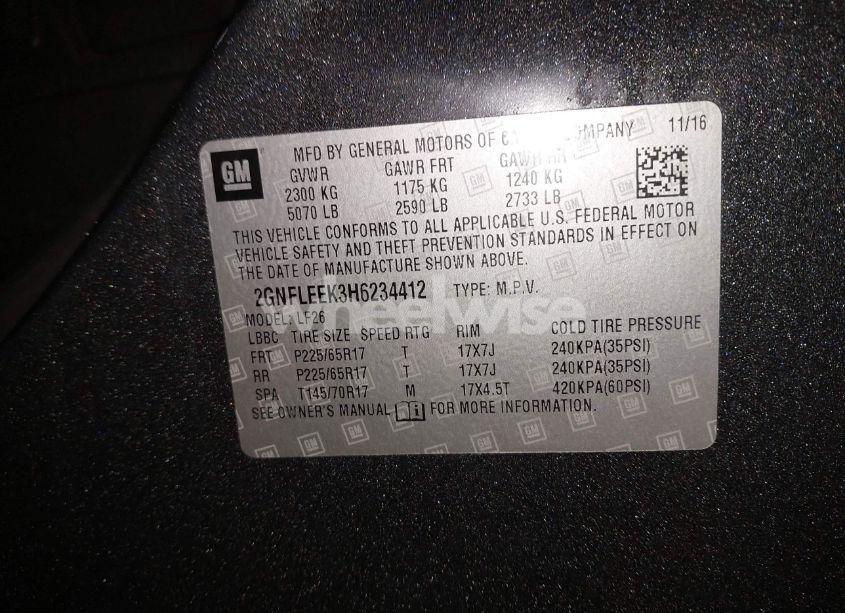 GM
MFD BY GENERAL MOTORS OF COMPANY 11/16
GVWR GAWR FRT GAWR RR
2300 KG 1175 KG 1240 KG
5070 LB 2590 LB 2733 LB
THIS VEHICLE CONFORMS TO ALL APPLICABLE U.S. FEDERAL MOTOR
VEHICLE SAFETY AND THEFT PREVENTION STANDARDS IN EFFECT ON
THE DATE OF MANUFACTURE SHOWN ABOVE.
2GNFLEEK3H6234412 TYPE: M.P.V.
wheelwise
MODEL: LF26
LBBC TIRE SIZE SPEED RTG RIM COLD TIRE PRESSURE
FRT P225/65R17 T 17X7J 240KPA(35PSI)
RR P225/65R17 T 17X7J 240KPA(35PSI)
SPA T145/70R17 M 17X4.5T 420KPA(60PSI)
SEE OWNER'S MANUAL FOR MORE INFORMATION.